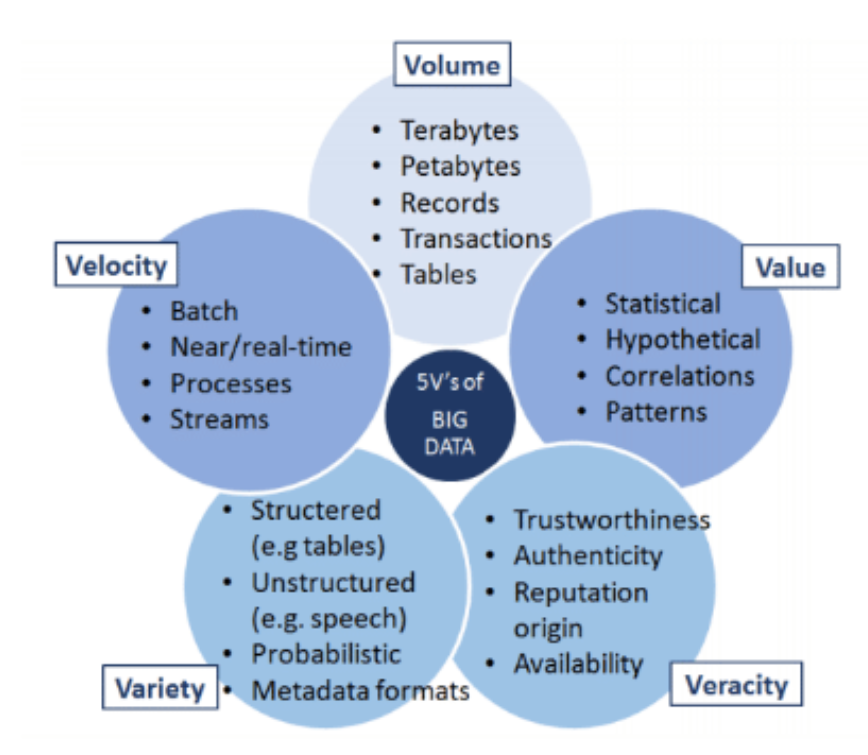 Volume
• Terabytes
• Petabytes
• Records
• Transactions
• Tables
Velocity
• Batch
• Near/real-time
• Processes
• Streams
Value
• Statistical
• Hypothetical
• Correlations
• Patterns
5V's of
BIG
DATA
• Structered
(e.g tables)
• Unstructured
(e.g. speech)
• Probabilistic
• Metadata formats
Variety
• Trustworthiness
• Authenticity
• Reputation
origin
• Availability
Veracity